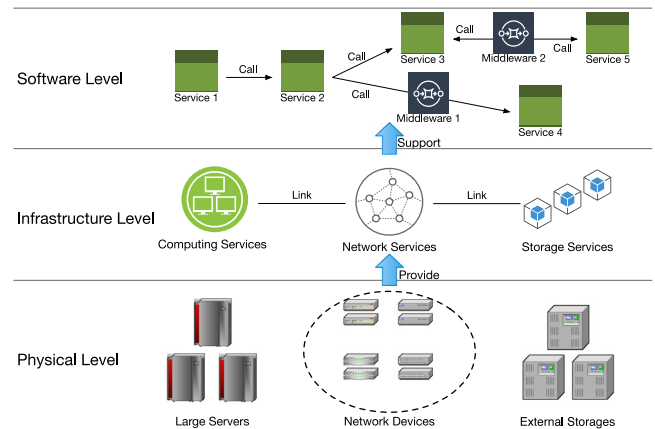 Call
Call
Call
Call
Service 3
Middleware 2
Service 5
Software Level
Service 1
Service 2
Call
Middleware 1
Service 4
Support
Link
Link
Infrastructure Level
Computing Services
Network Services
Storage Services
Provide
Physical Level
Large Servers
Network Devices
External Storages